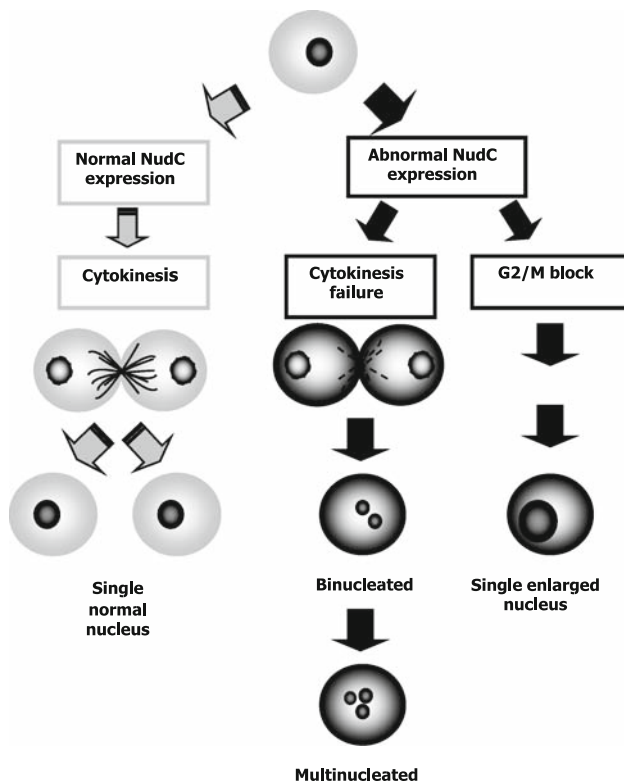 Normal NudC
expression
Abnormal NudC
expression
Cytokinesis
Cytokinesis
failure
G2/M block
Single
normal
nucleus
Binucleated
Single enlarged
nucleus
Multinucleated